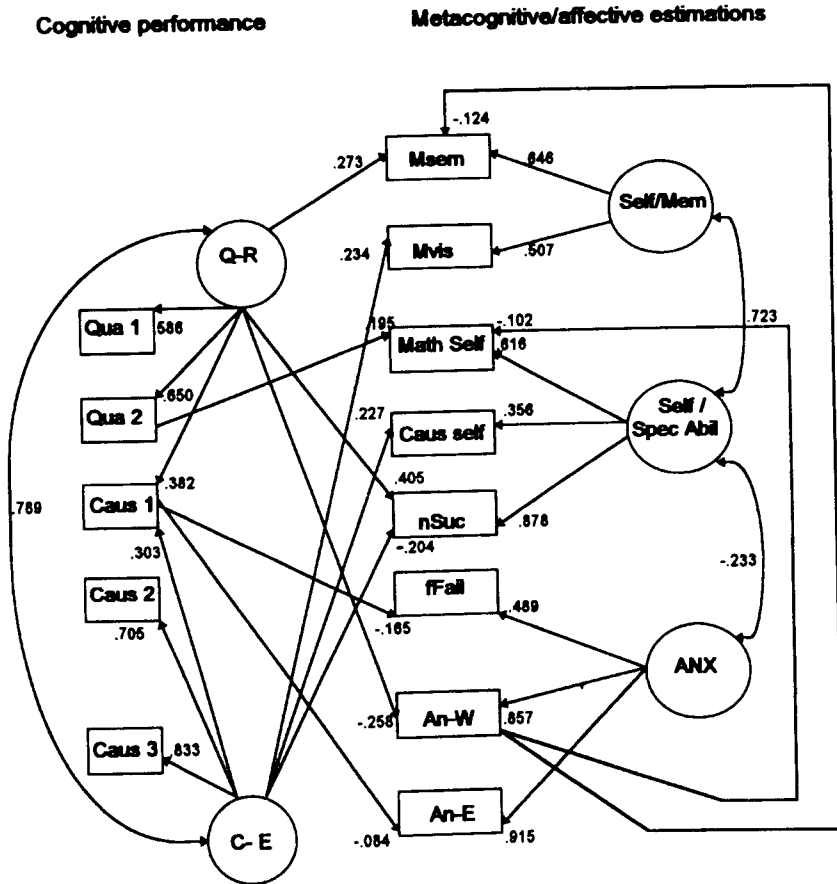 Cognitive performance
Metacognitive/affective estimations
-.124
Msem
.273
.646
Self/Mem
Q-R
.234
Mvis
.507
Qua 1
.586
.195
Math Self
-.102
.616
.723
.650
Qua 2
.227
Caus self
.356
Self /
Spec Abil
.382
Caus 1
.405
nSuc
.878
.789
-.204
.303
-.233
Caus 2
fFail
.489
.705
-.165
ANX
-.258
An-W
.857
Caus 3
.833
An-E
C- E
-.084
.915